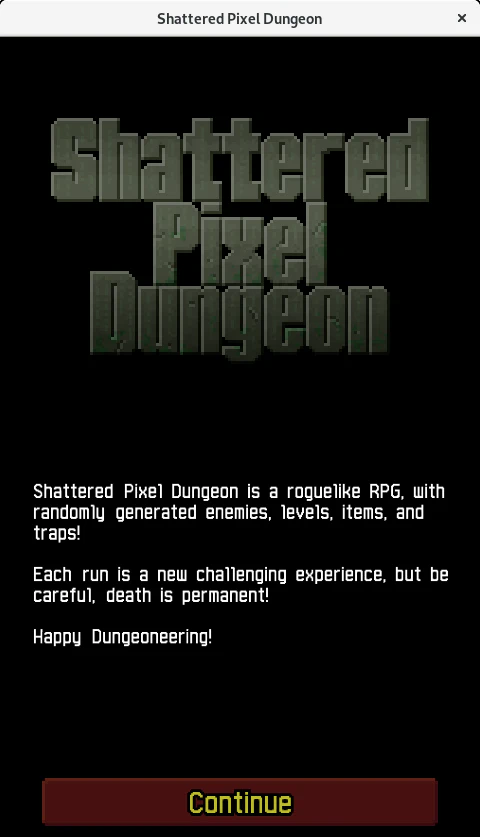 Shattered Pixel Dungeon
×
Shattered
Pixel
Dungeon
Shattered Pixel Dungeon is a roguelike RPG, with
randomly generated enemies, levels, items, and
traps!
Each run is a new challenging experience, but be
careful, death is permanent!
Happy Dungeoneering!
Continue